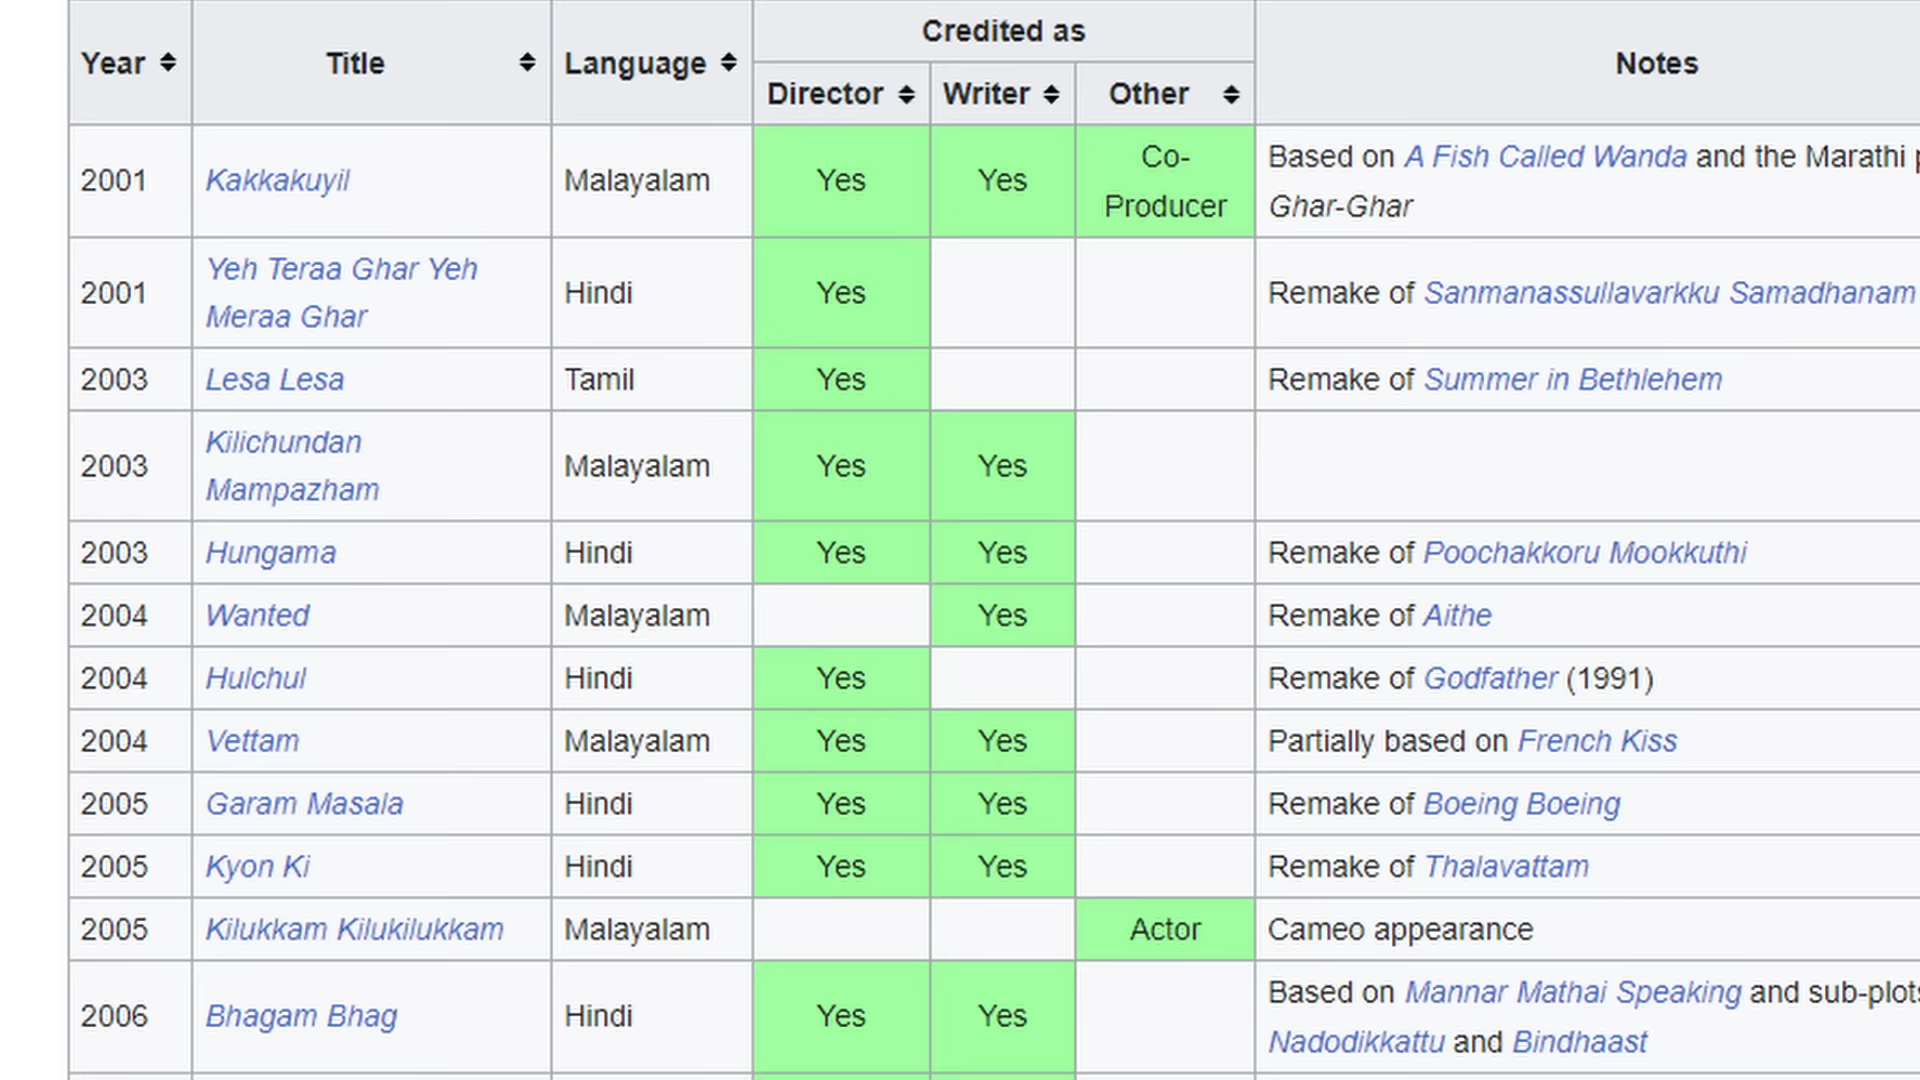 Credited as
Year Title Language Notes
Director Writer Other
2001 Kakkakuyil Malayalam Yes Yes Co-
Producer Based on A Fish Called Wanda and the Marathi
Ghar-Ghar
2001 Yeh Teraa Ghar Yeh
Meraa Ghar Hindi Yes Remake of Sanmanassullavarkku Samadhanam
2003 Lesa Lesa Tamil Yes Remake of Summer in Bethlehem
2003 Kilichundan
Mampazham Malayalam Yes Yes
2003 Hungama Hindi Yes Yes Remake of Poochakkoru Mookkuthi
2004 Wanted Malayalam Yes Remake of Aithe
2004 Hulchul Hindi Yes Remake of Godfather (1991)
2004 Vettam Malayalam Yes Yes Partially based on French Kiss
2005 Garam Masala Hindi Yes Yes Remake of Boeing Boeing
2005 Kyon Ki Hindi Yes Yes Remake of Thalavattam
2005 Kilukkam Kilukilukkam Malayalam Actor Cameo appearance
2006 Bhagam Bhag Hindi Yes Yes Based on Mannar Mathai Speaking and sub-plots
Nadodikkattu and Bindhaast